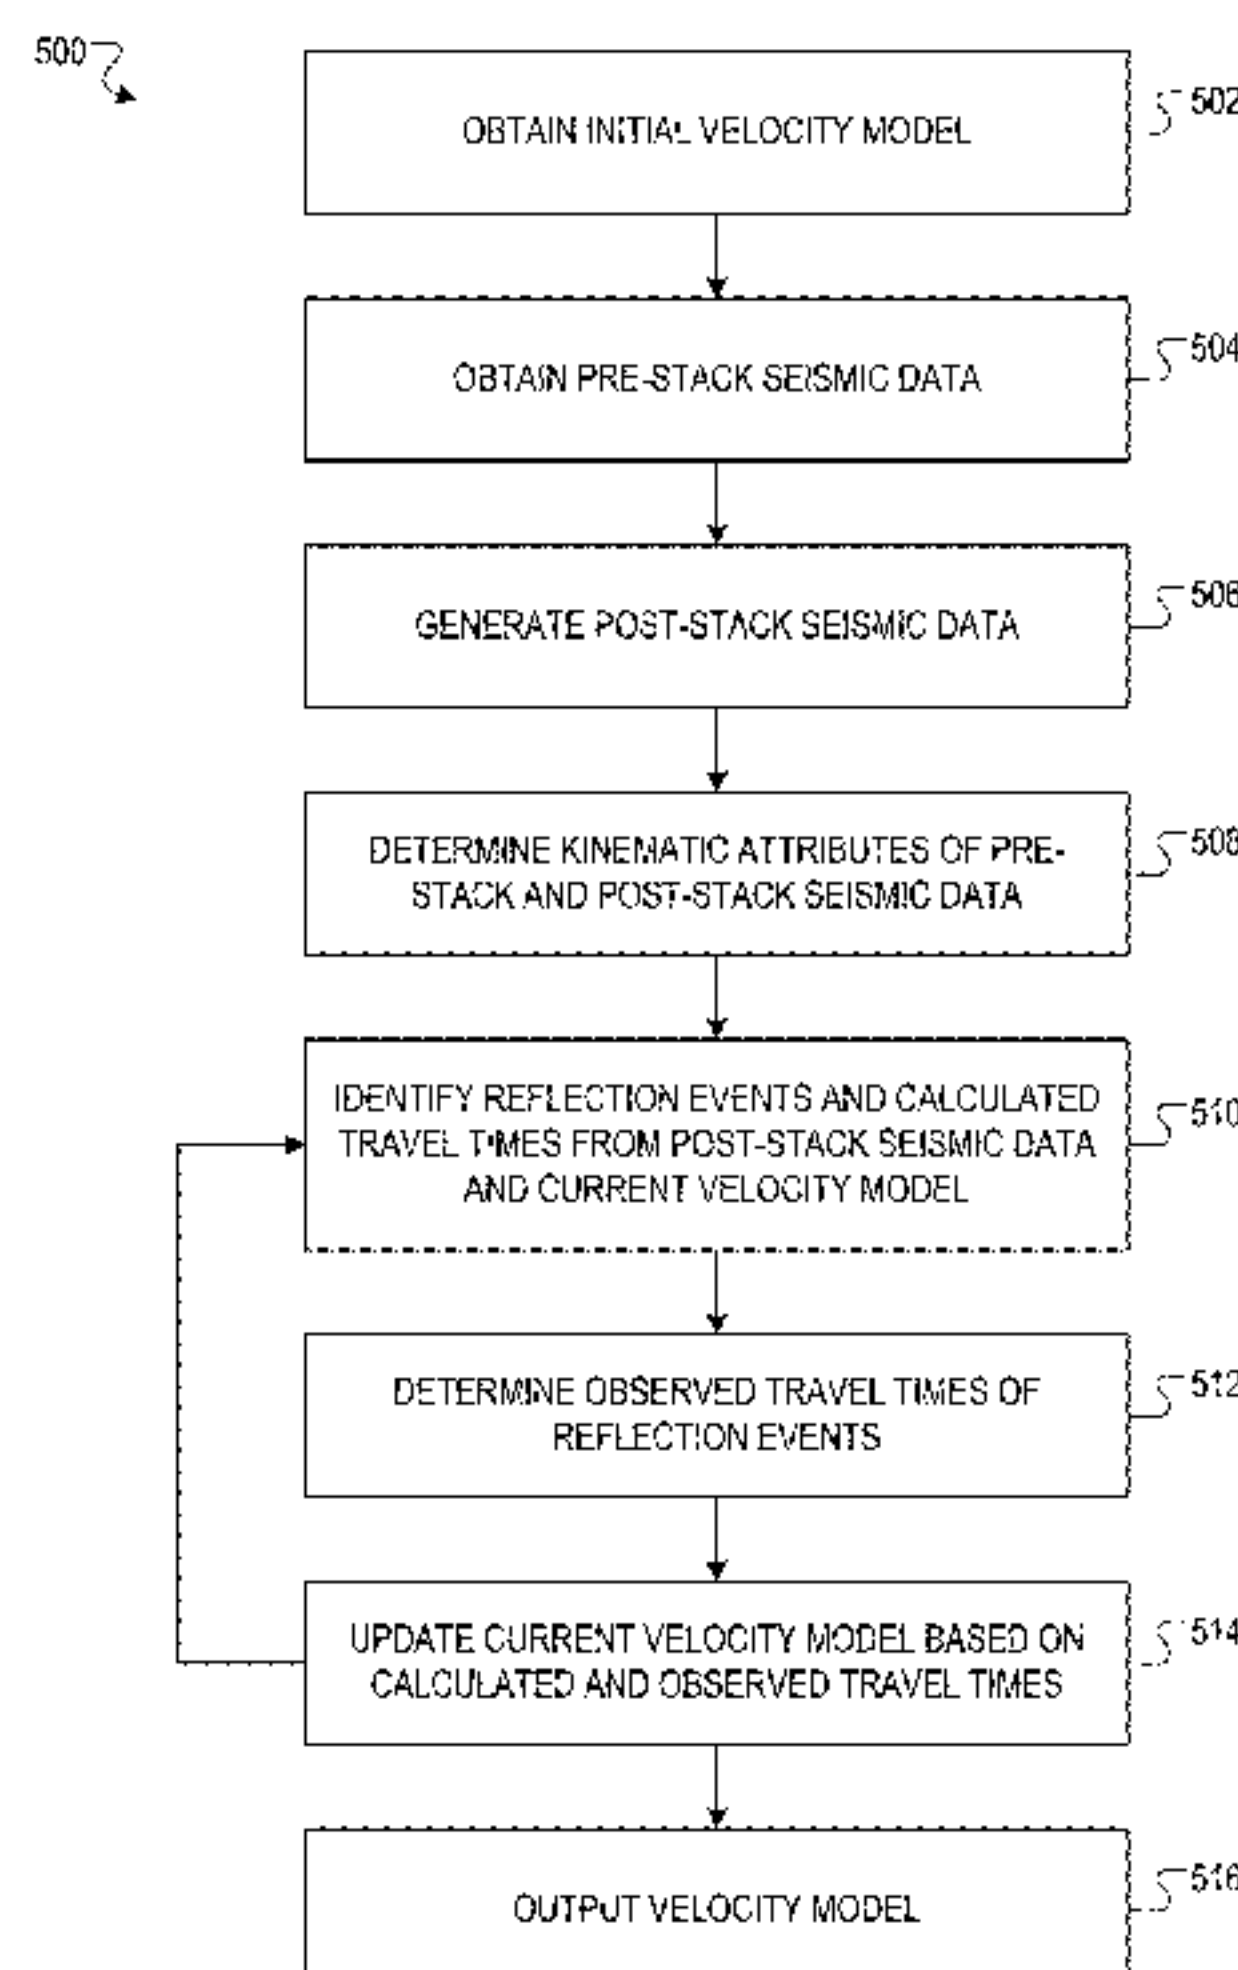 500
OBTAIN INITIAL VELOCITY MODEL
502
OBTAIN PRE-STACK SEISMIC DATA
504
GENERATE POST-STACK SEISMIC DATA
506
DETERMINE KINEMATIC ATTRIBUTES OF PRE-
STACK AND POST-STACK SEISMIC DATA
508
IDENTIFY REFLECTION EVENTS AND CALCULATED
TRAVEL TIMES FROM POST-STACK SEISMIC DATA
AND CURRENT VELOCITY MODEL
510
DETERMINE OBSERVED TRAVEL TIMES OF
REFLECTION EVENTS
512
UPDATE CURRENT VELOCITY MODEL BASED ON
CALCULATED AND OBSERVED TRAVEL TIMES
514
OUTPUT VELOCITY MODEL
516